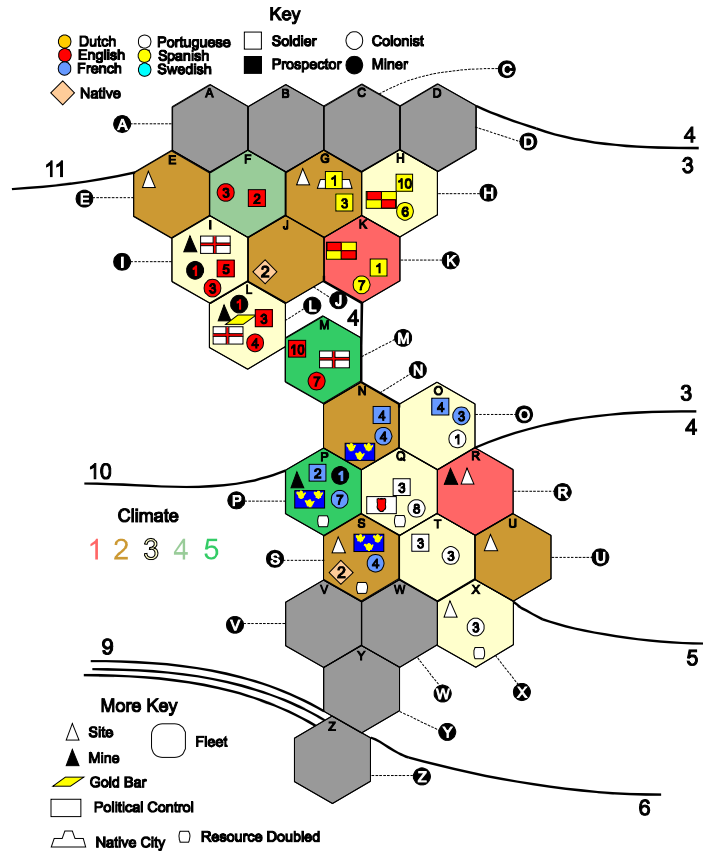 Key
Dutch Portuguese Soldier Colonist
English Spanish
French Swedish Prospector Miner
Native
C
A B C D
A
D
4
3
11
E F G H
E
1
10
H
3 2
3
6
I J K
I
1 5
2
1
K
3
7
L
1
L
J
3
4
4
M
10
M
7
N
N O
3
4
4 3
O
4
1
4
10
P Q R
2 1
3
R
P
7
8
Climate
1 2 3 4 5
S T U
3
3
S
4
U
2
V W X
V
3
5
9
Y
W
X
More Key
Y
Site
Z
Fleet
Mine
Z
Gold Bar
Political Control
6
Native City
Resource Doubled